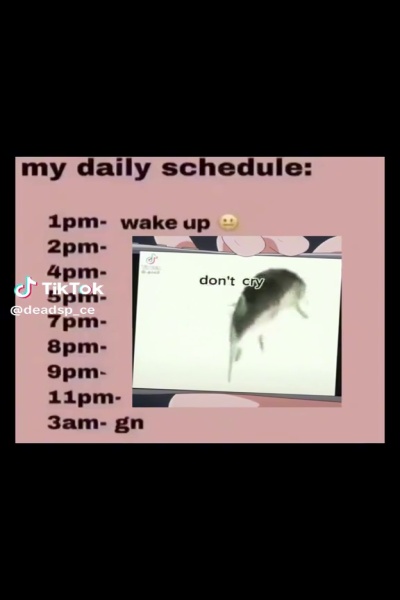 my daily schedule:
1pm- wake up 😐
2pm-
4pm-
5pm-
7pm-
8pm-
9pm-
11pm-
3am- gn
don't cry
TikTok
@deadsp_ce